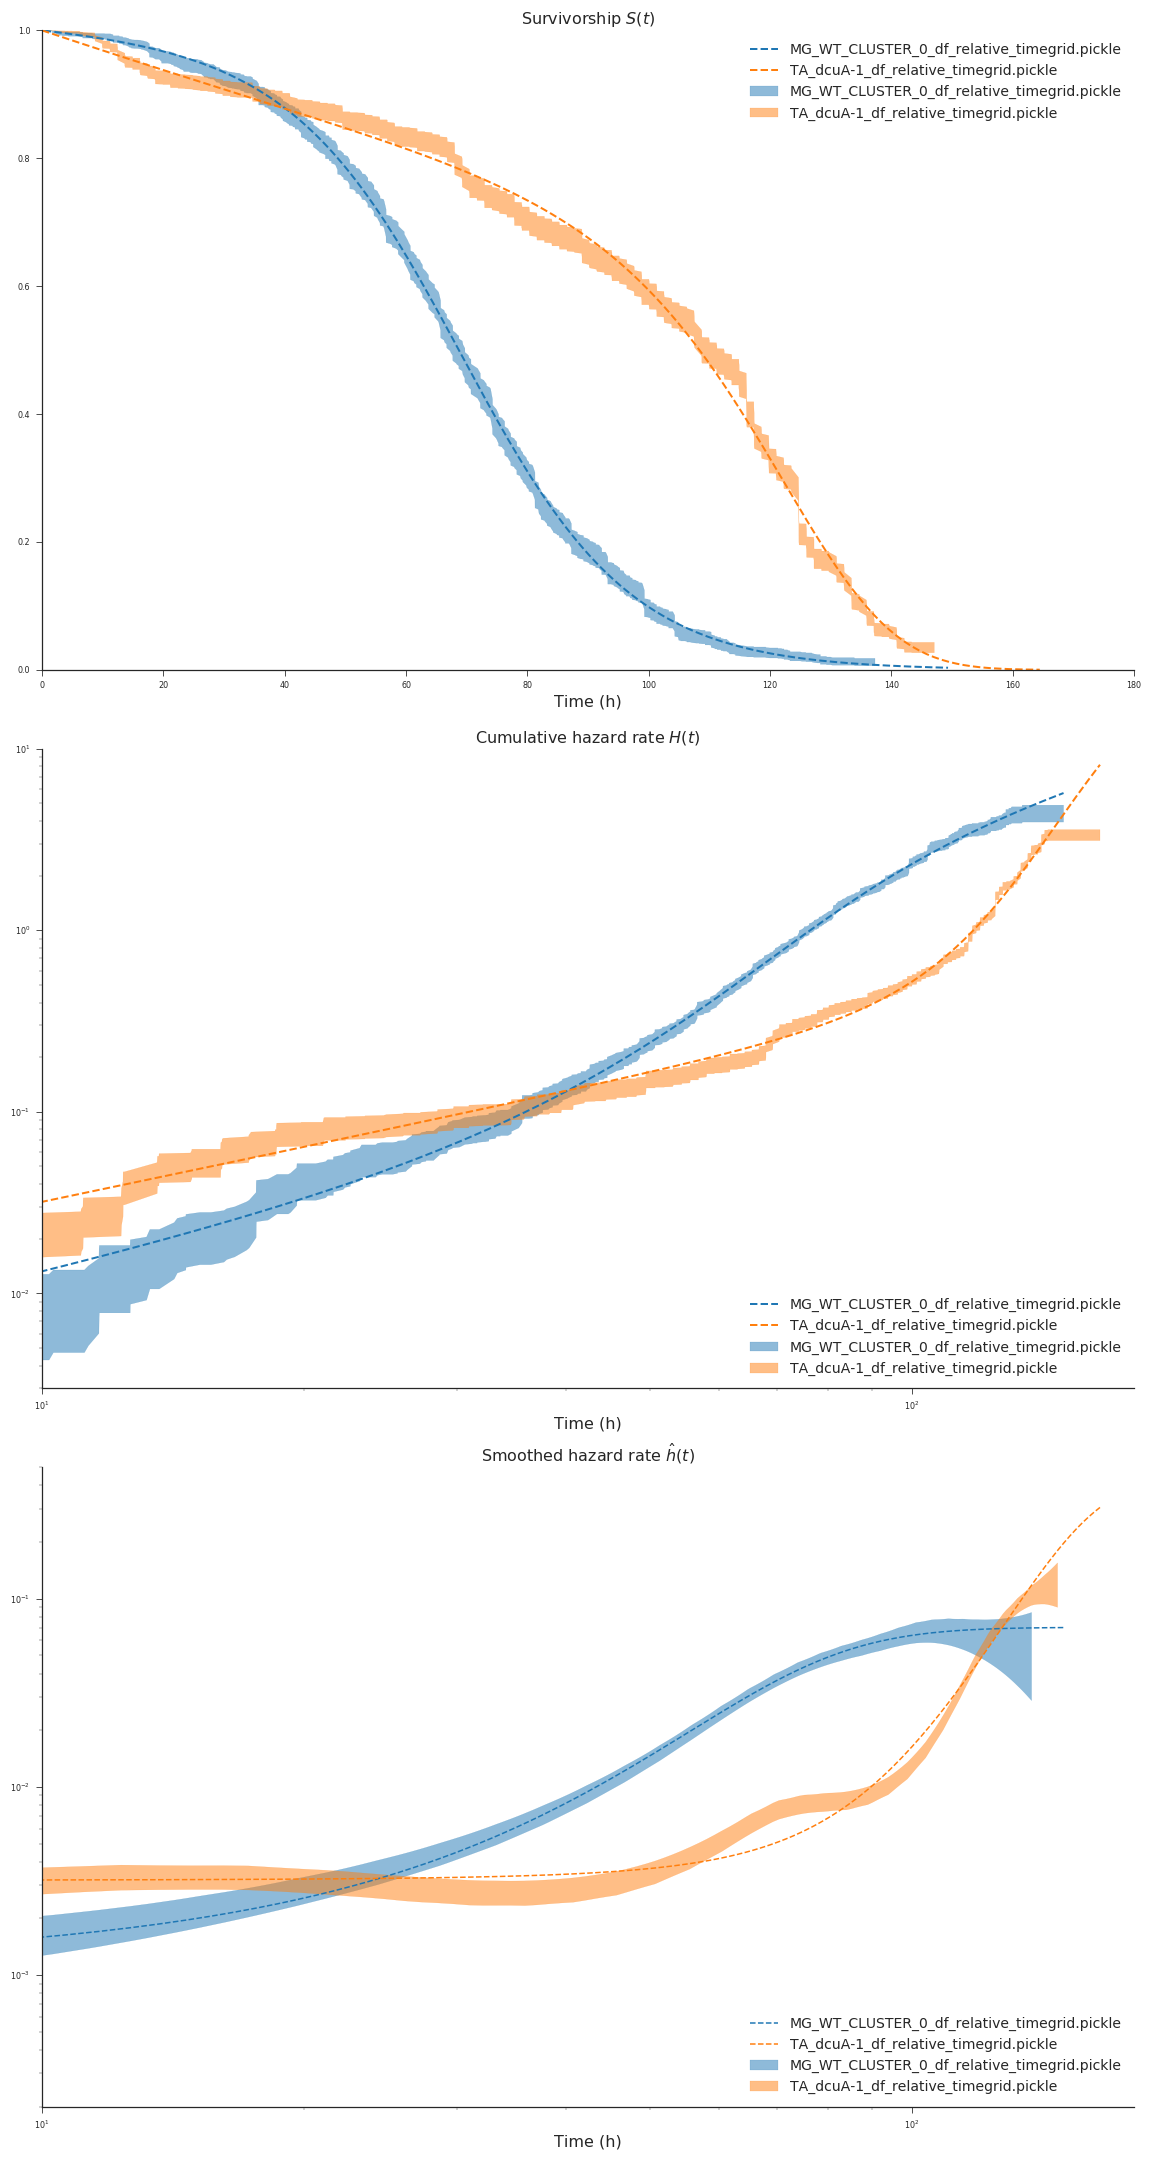 Survivorship S(t)
1.0
0.8
0.6
0.4
0.2
0.0
MG_WT_CLUSTER_0_df_relative_timegrid.pickle
TA_dcuA-1_df_relative_timegrid.pickle
MG_WT_CLUSTER_0_df_relative_timegrid.pickle
TA_dcuA-1_df_relative_timegrid.pickle
0 20 40 60 80 100 120 140 160 180
Time (h)
Cumulative hazard rate H(t)
10¹
10⁰
10⁻¹
10⁻²
MG_WT_CLUSTER_0_df_relative_timegrid.pickle
TA_dcuA-1_df_relative_timegrid.pickle
MG_WT_CLUSTER_0_df_relative_timegrid.pickle
TA_dcuA-1_df_relative_timegrid.pickle
10¹ 10²
Time (h)
Smoothed hazard rate ĥ(t)
10⁻¹
10⁻²
10⁻³
MG_WT_CLUSTER_0_df_relative_timegrid.pickle
TA_dcuA-1_df_relative_timegrid.pickle
MG_WT_CLUSTER_0_df_relative_timegrid.pickle
TA_dcuA-1_df_relative_timegrid.pickle
10¹ 10²
Time (h)